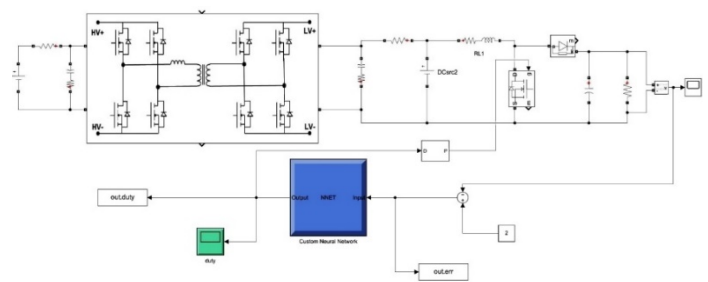 HV+
LV+
HV-
LV-
RL1
DCsrc2
m
D
P
out.duty
Output
NNET
Input
Custom Neural Network
duty
2
out.err